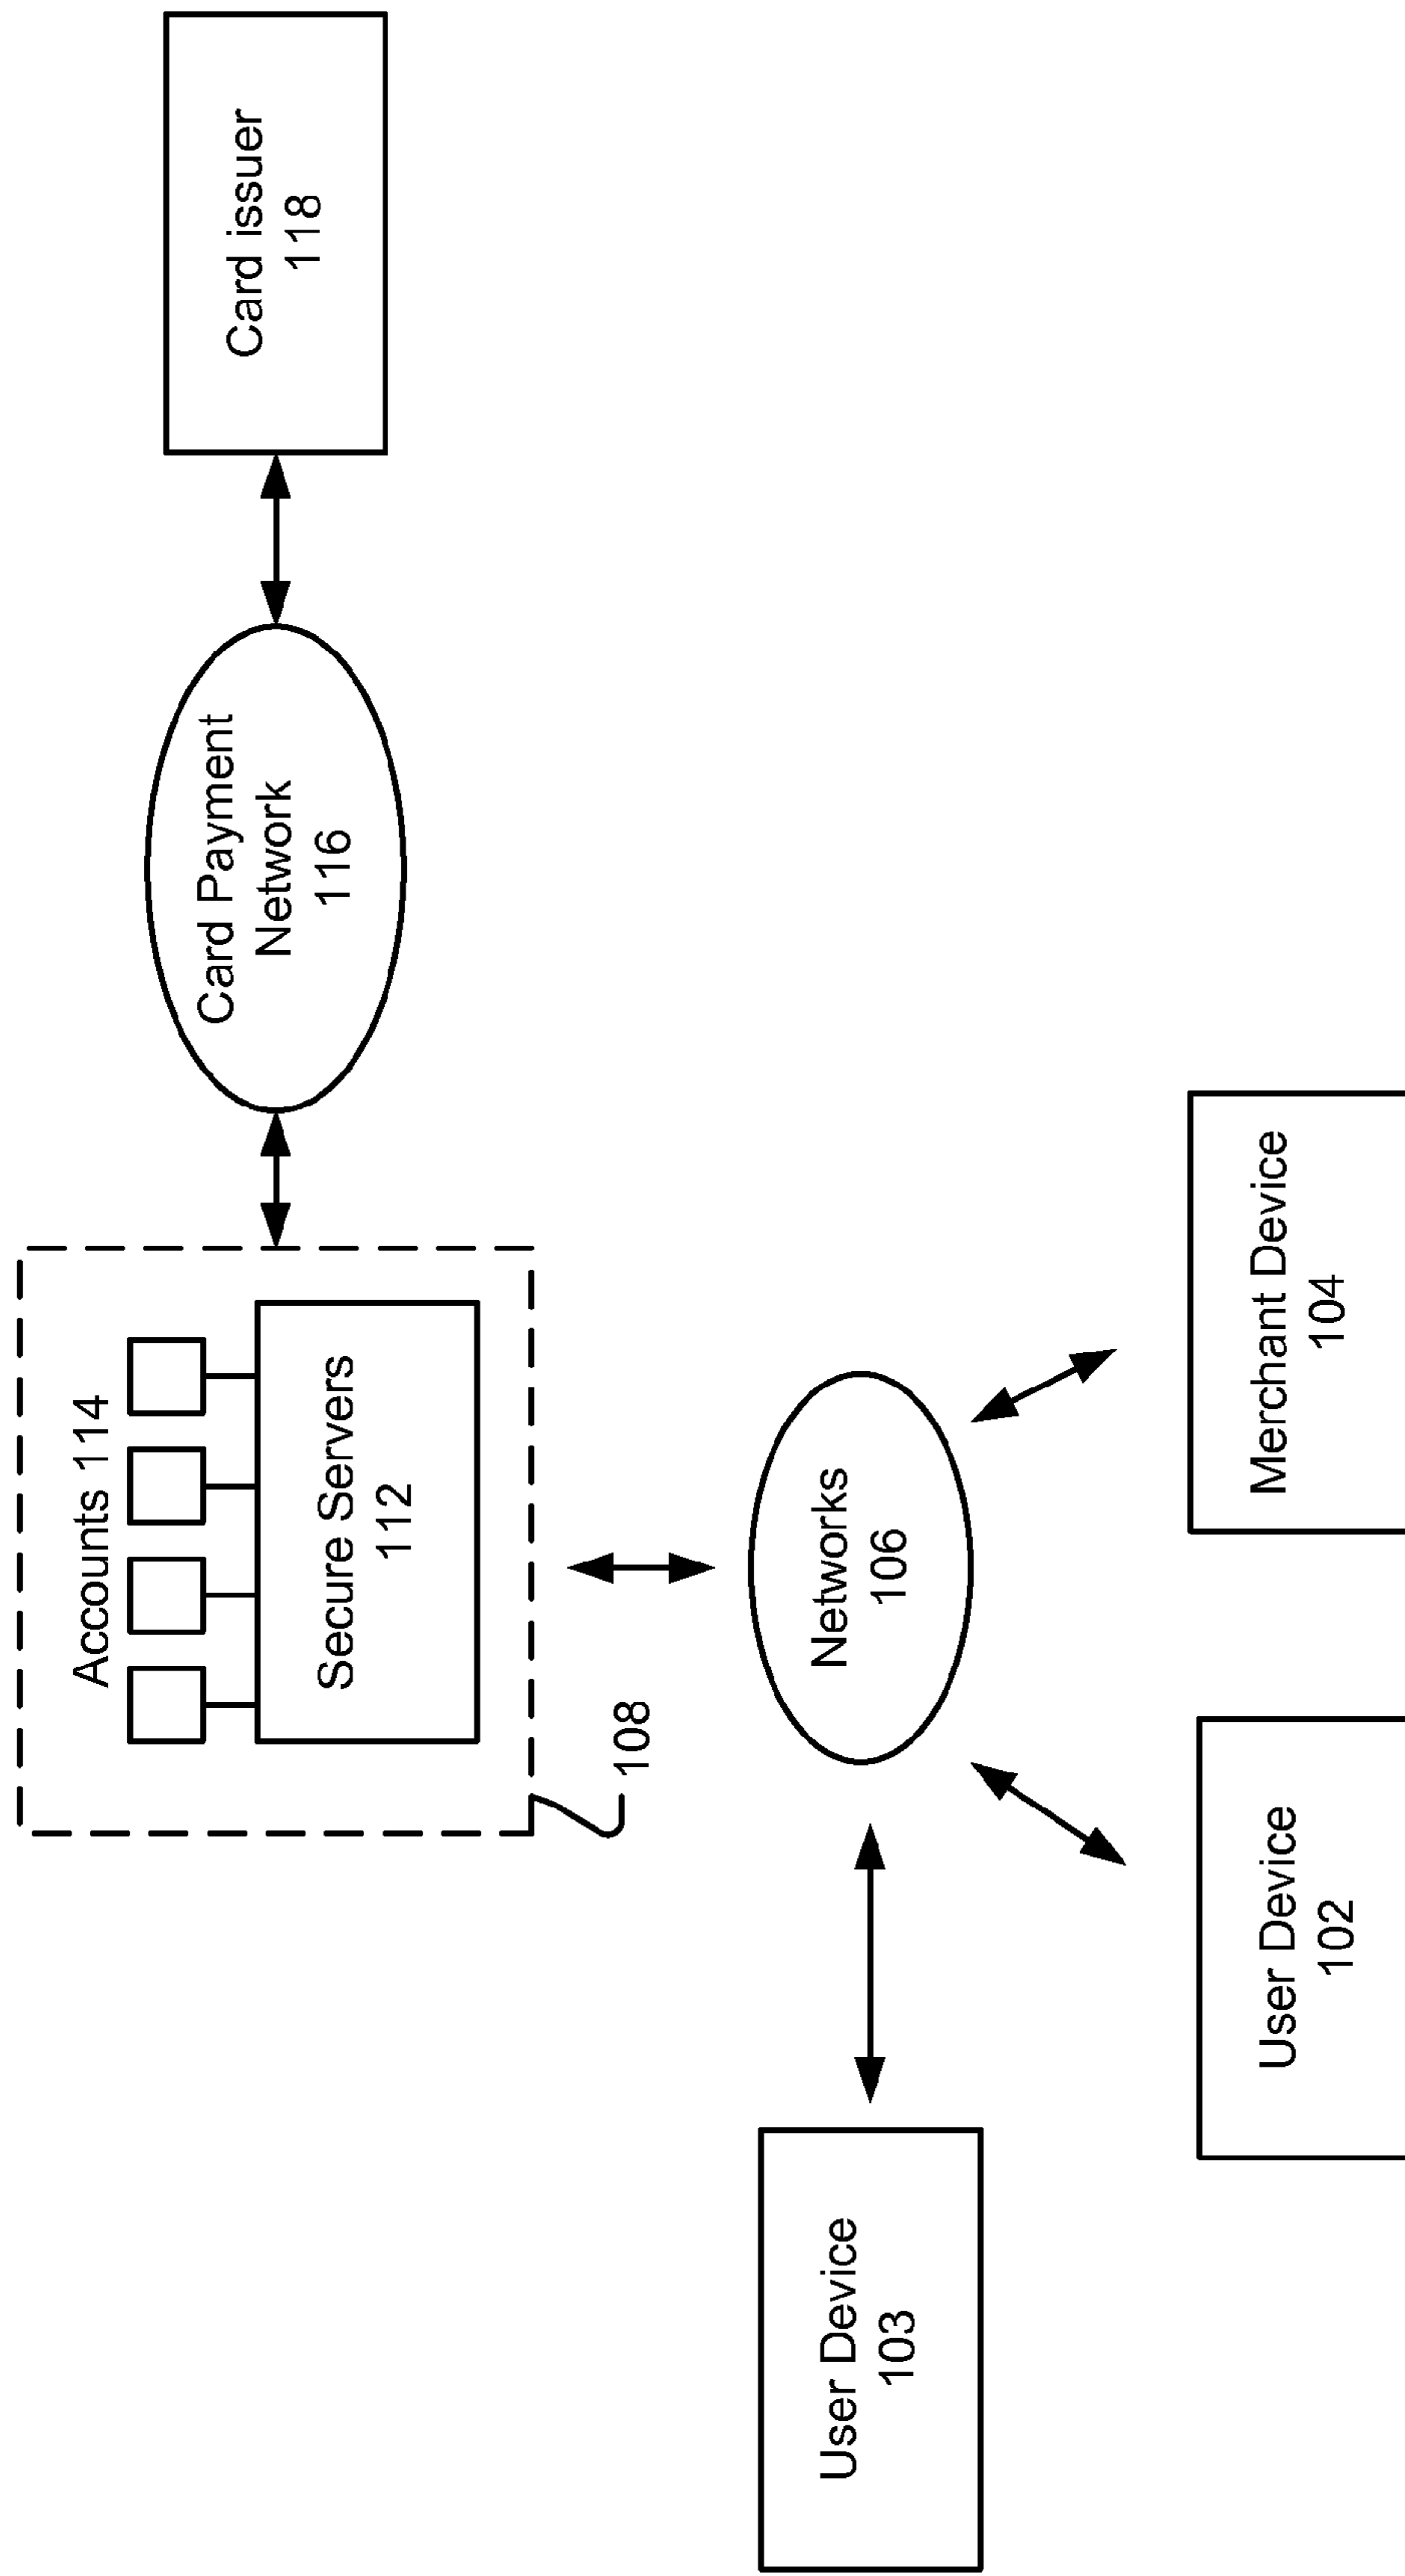 Accounts 114
Secure Servers
112
Card Payment
Network
116
Card issuer
118
108
User Device
103
Networks
106
User Device
102
Merchant Device
104